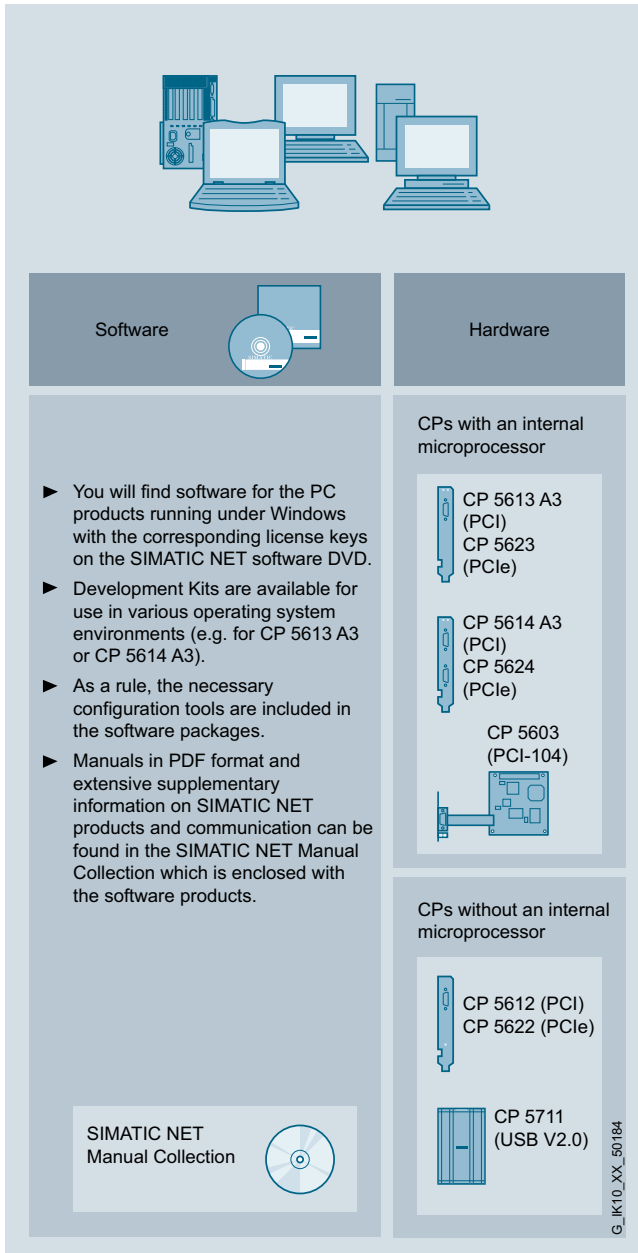 Software
Hardware
► You will find software for the PC
products running under Windows
with the corresponding license keys
on the SIMATIC NET software DVD.
► Development Kits are available for
use in various operating system
environments (e.g. for CP 5613 A3
or CP 5614 A3).
► As a rule, the necessary
configuration tools are included in
the software packages.
► Manuals in PDF format and
extensive supplementary
information on SIMATIC NET
products and communication can be
found in the SIMATIC NET Manual
Collection which is enclosed with
the software products.
SIMATIC NET
Manual Collection
CPs with an internal
microprocessor
CP 5613 A3
(PCI)
CP 5623
(PCIe)
CP 5614 A3
(PCI)
CP 5624
(PCIe)
CP 5603
(PCI-104)
CPs without an internal
microprocessor
CP 5612 (PCI)
CP 5622 (PCIe)
CP 5711
(USB V2.0)
G_IK10_XX_50184